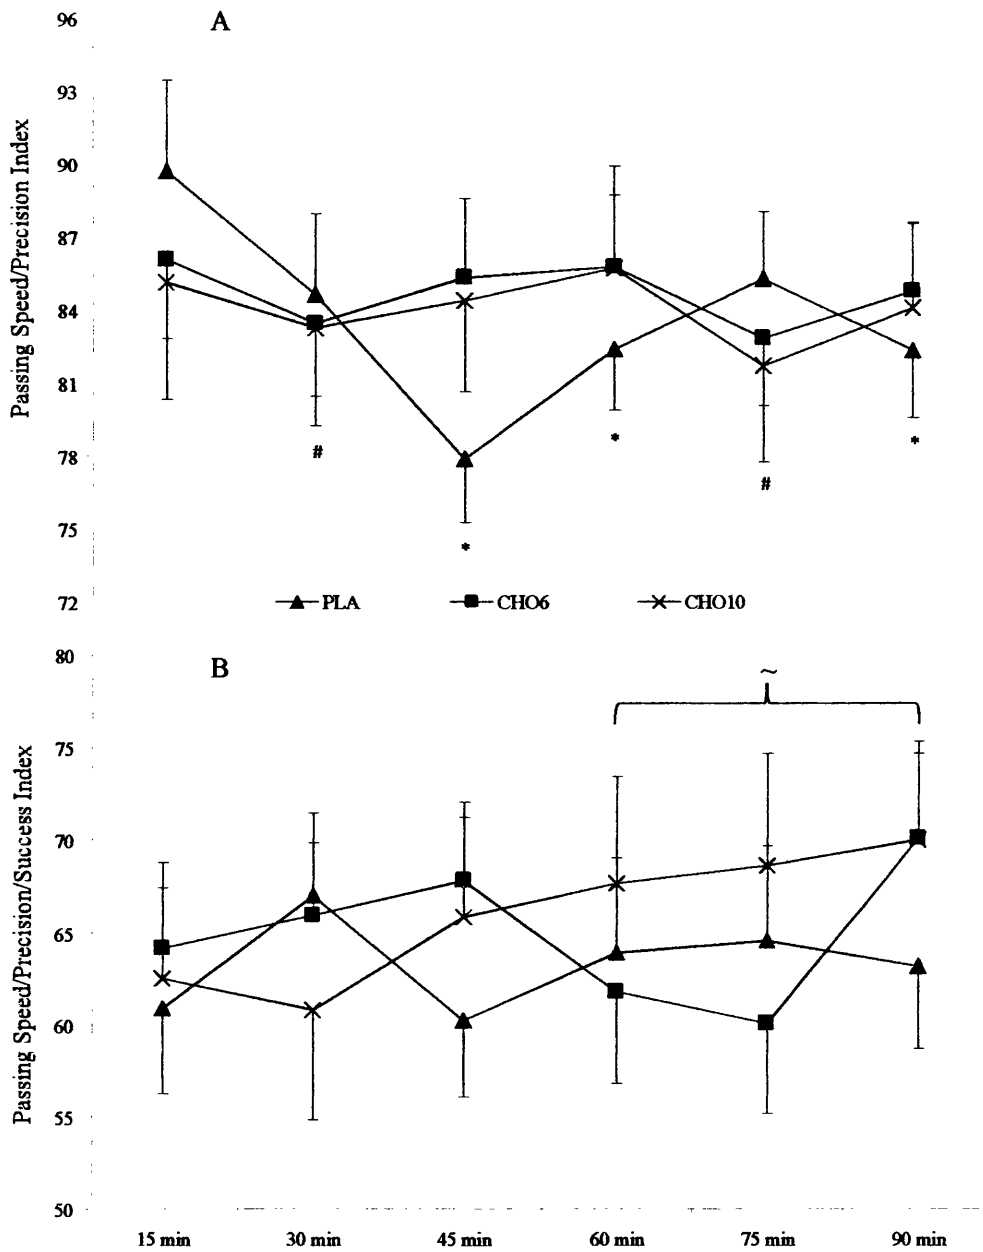 A
96
93
90
87
84
81
78
75
72
Passing Speed/Precision Index
#
*
*
#
*
PLA
CHO6
CHO10
B
80
75
70
65
60
55
50
Passing Speed/Precision/Success Index
~
15 min
30 min
45 min
60 min
75 min
90 min